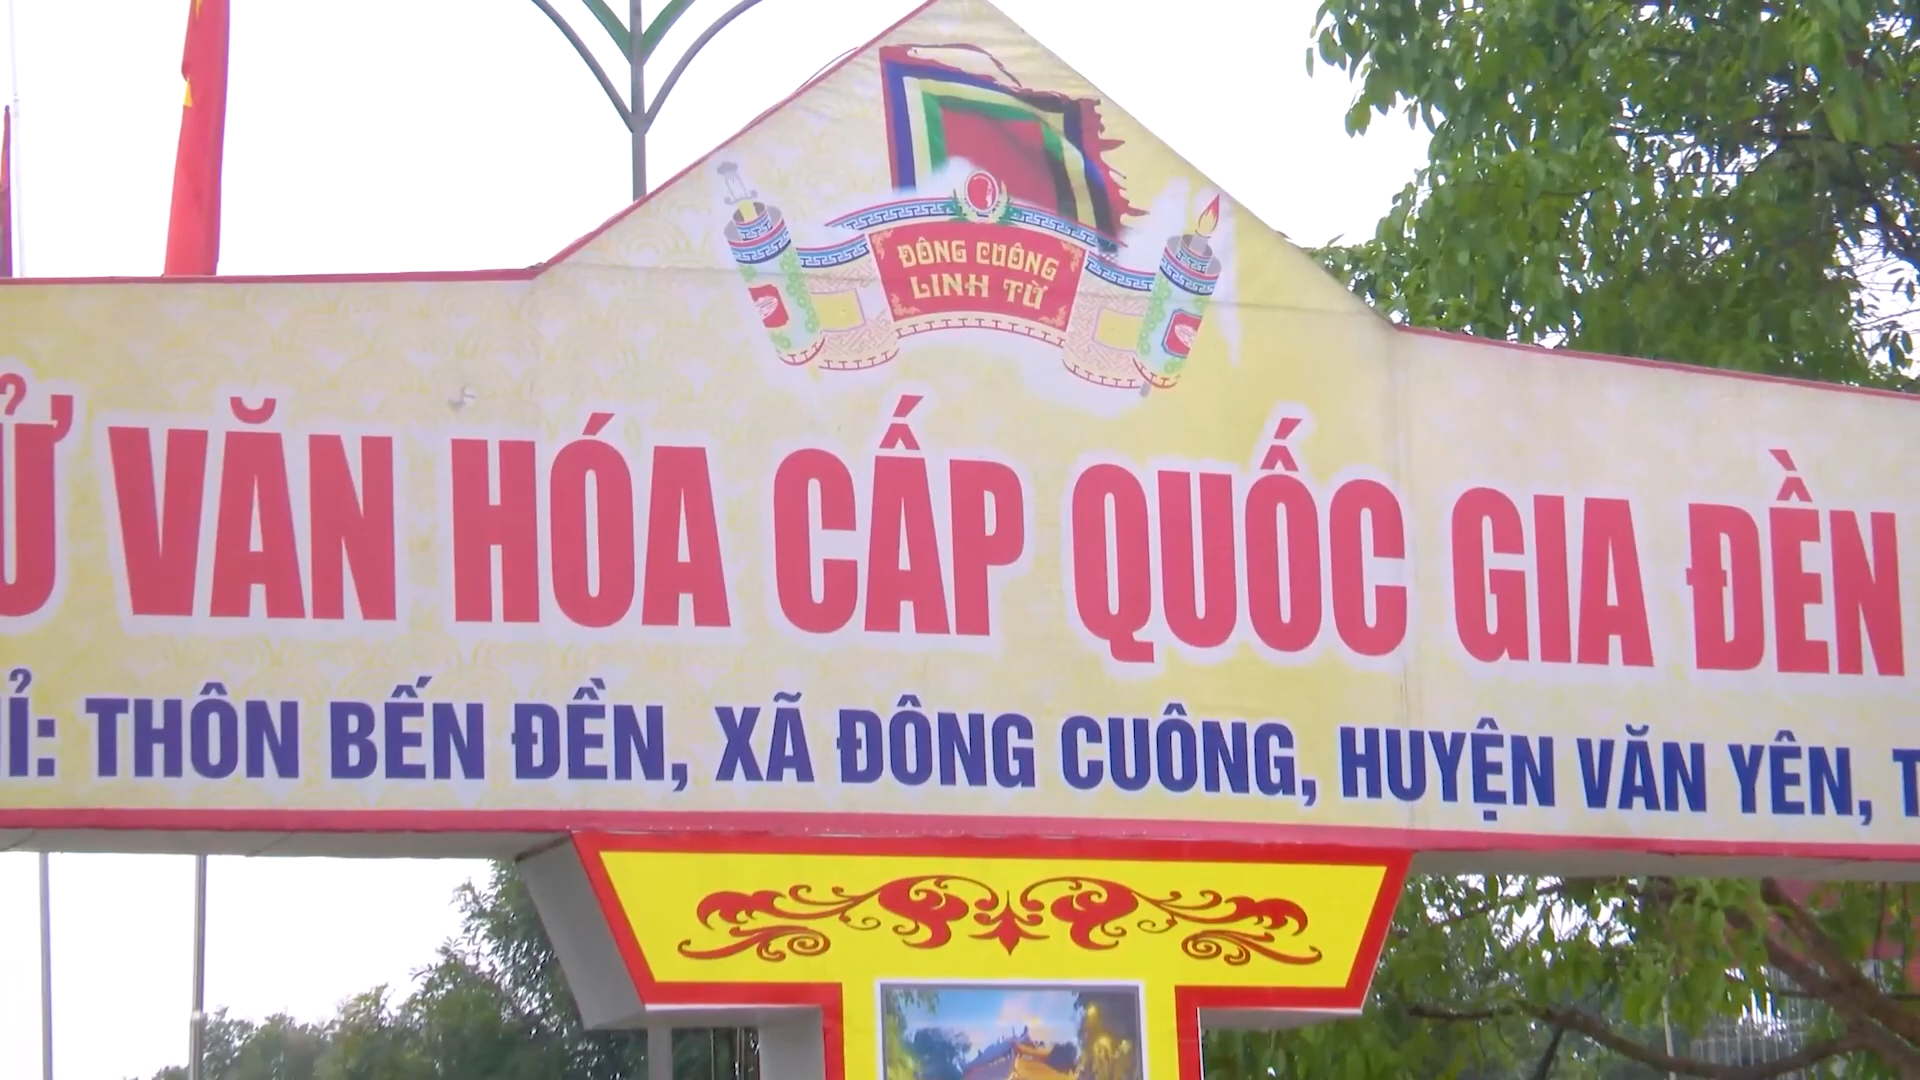 ĐÔNG CUÔNG
LINH TỪ
VĂN HÓA CẤP QUỐC GIA ĐỀN
THÔN BẾN ĐỀN, XÃ ĐÔNG CUÔNG, HUYỆN VĂN YÊN,